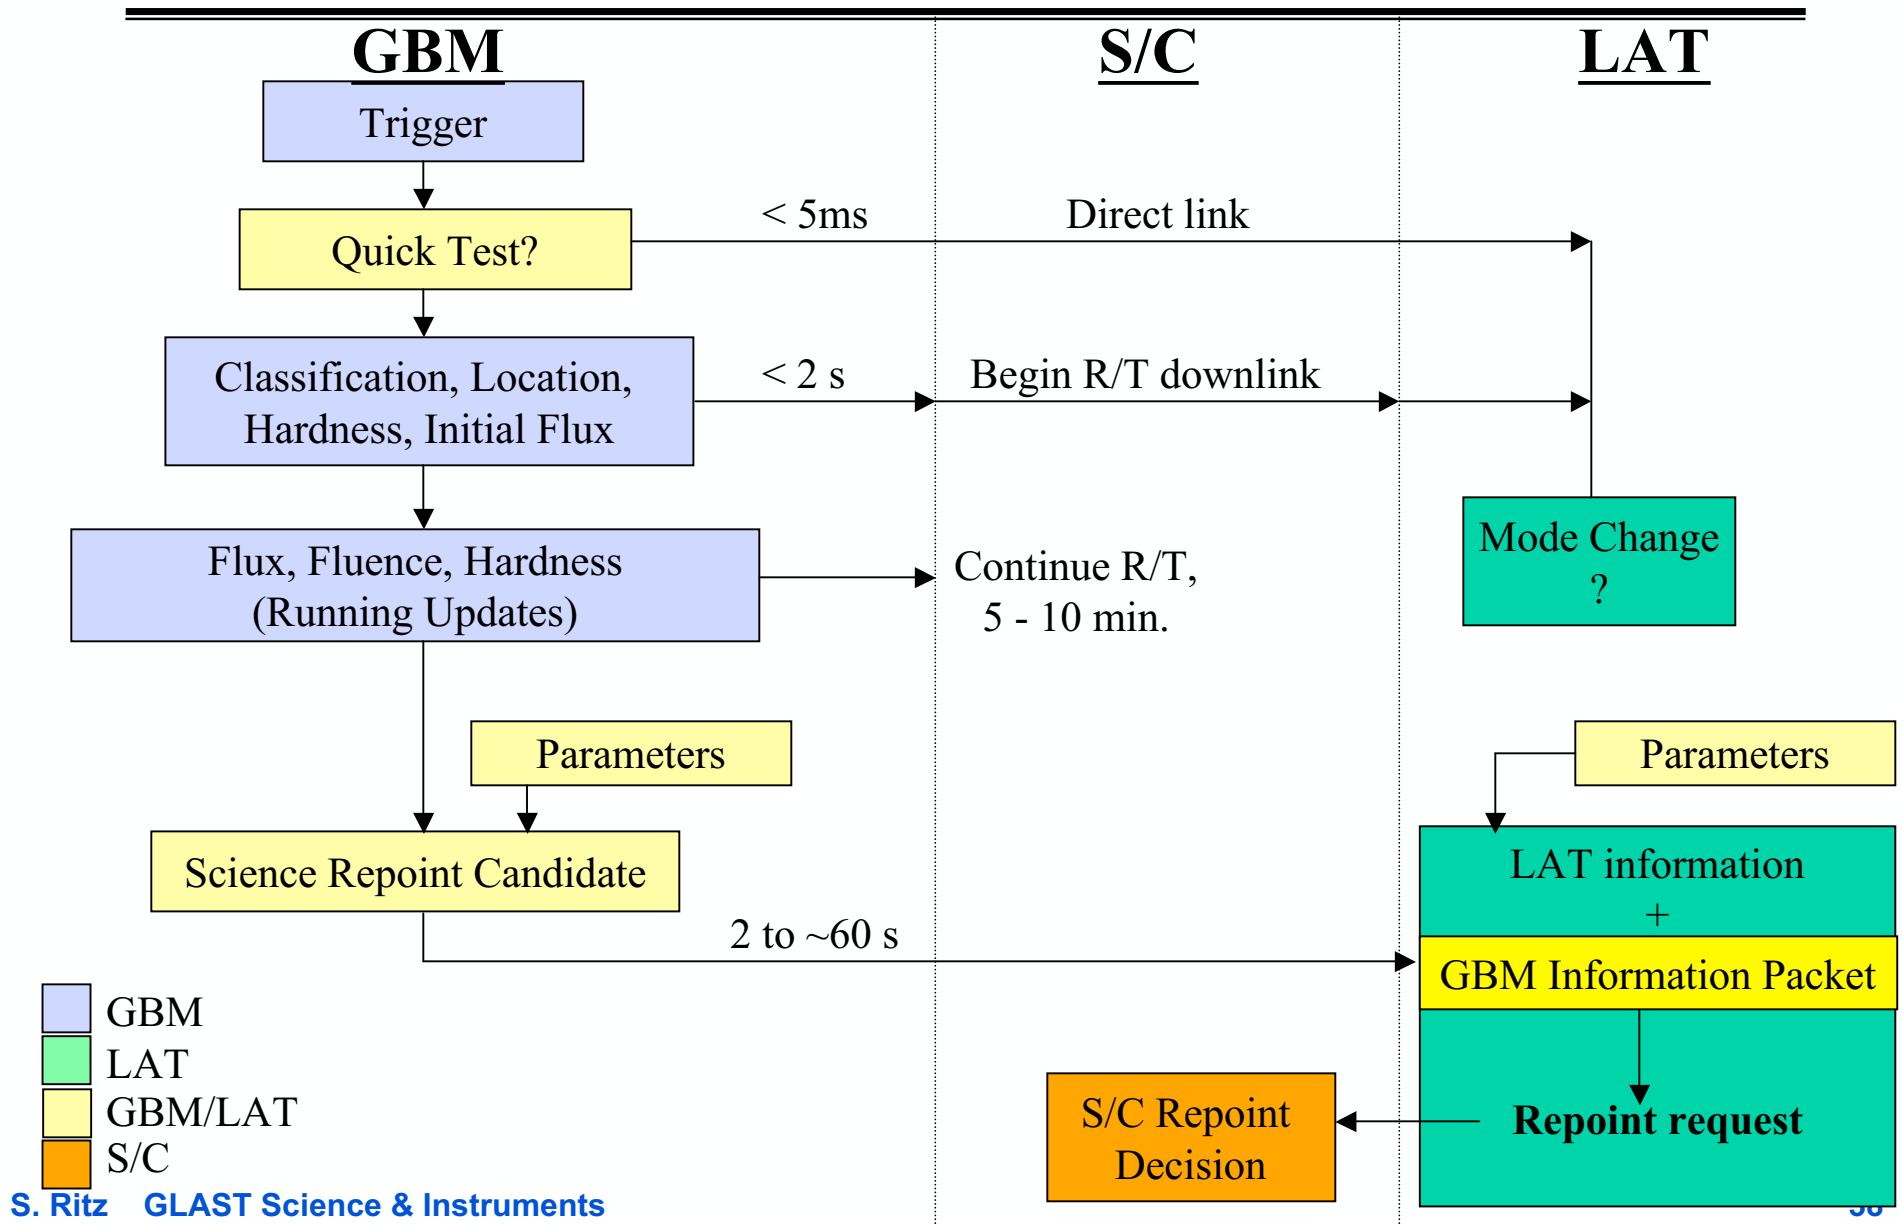 GBM
S/C
LAT
Trigger
Quick Test?
< 5ms
Direct link
Classification, Location,
Hardness, Initial Flux
< 2 s
Begin R/T downlink
Flux, Fluence, Hardness
(Running Updates)
Continue R/T,
5 - 10 min.
Mode Change
?
Parameters
Parameters
Science Repoint Candidate
2 to ~60 s
LAT information
+
GBM Information Packet
Repoint request
S/C Repoint
Decision
GBM
LAT
GBM/LAT
S/C
S. Ritz GLAST Science & Instruments